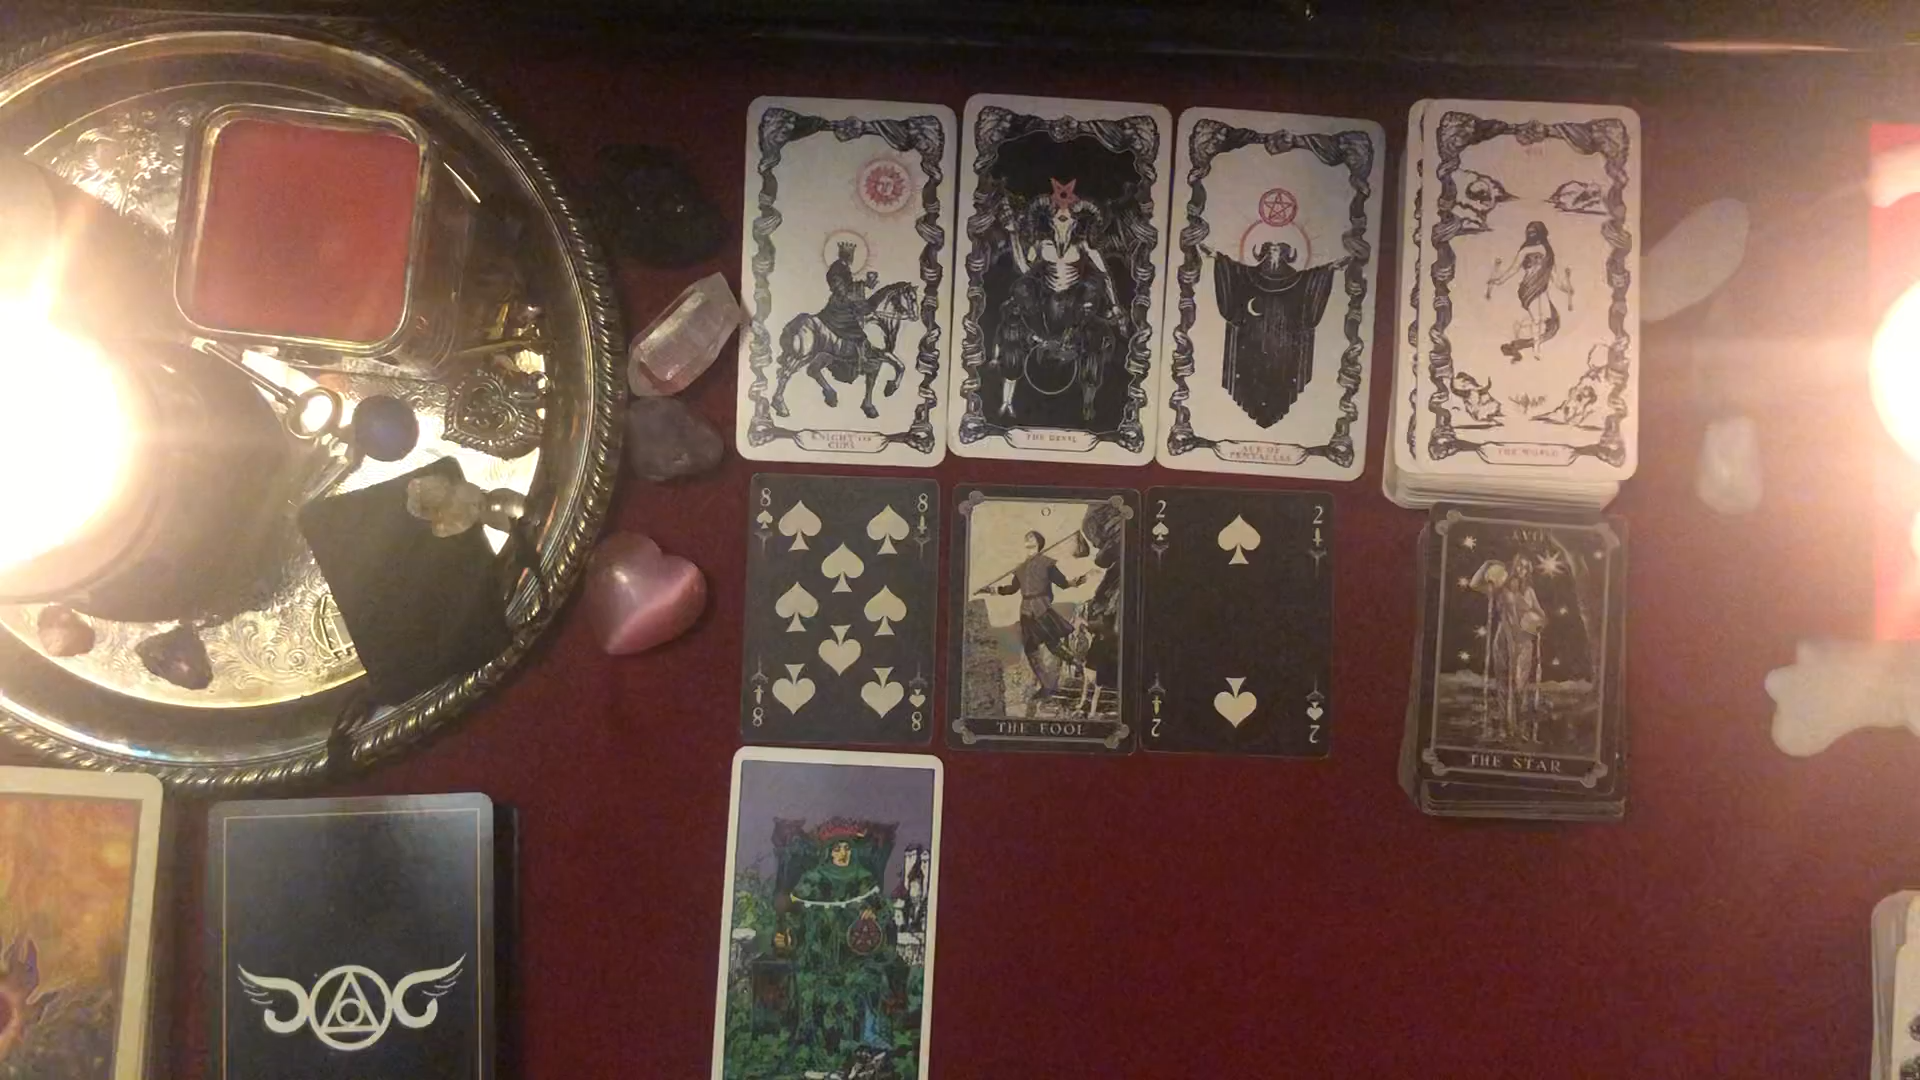 KNIGHT OF
CUPS
THE DEVIL
ACE OF
PENTACLES
THE WORLD
8 8
8 8
0
THE FOOL
2 2
2 2
XVII
THE STAR